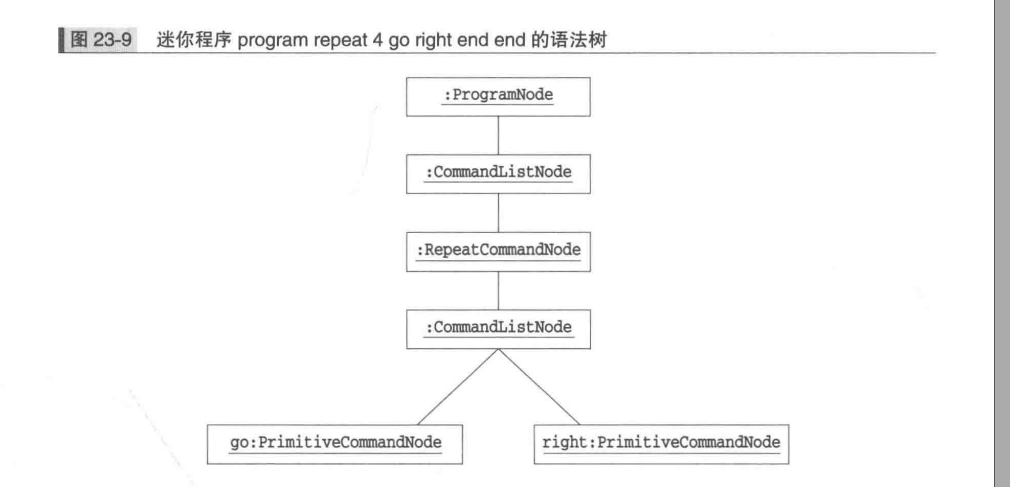 图 23-9 迷你程序 program repeat 4 go right end end 的语法树
:ProgramNode
:CommandListNode
:RepeatCommandNode
:CommandListNode
go:PrimitiveCommandNode right:PrimitiveCommandNode